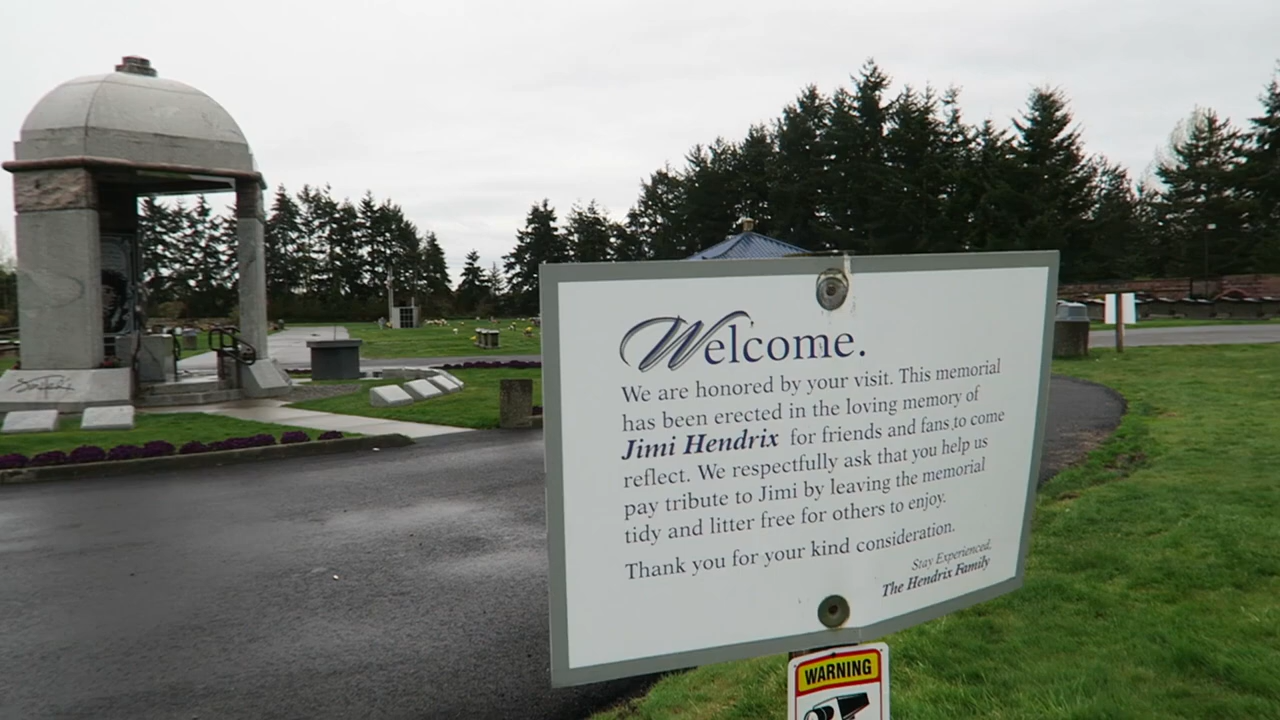 Welcome.
We are honored by your visit. This memorial
has been erected in the loving memory of
Jimi Hendrix for friends and fans to come
reflect. We respectfully ask that you help us
pay tribute to Jimi by leaving the memorial
tidy and litter free for others to enjoy.
Thank you for your kind consideration.
Stay Experienced,
The Hendrix Family
WARNING